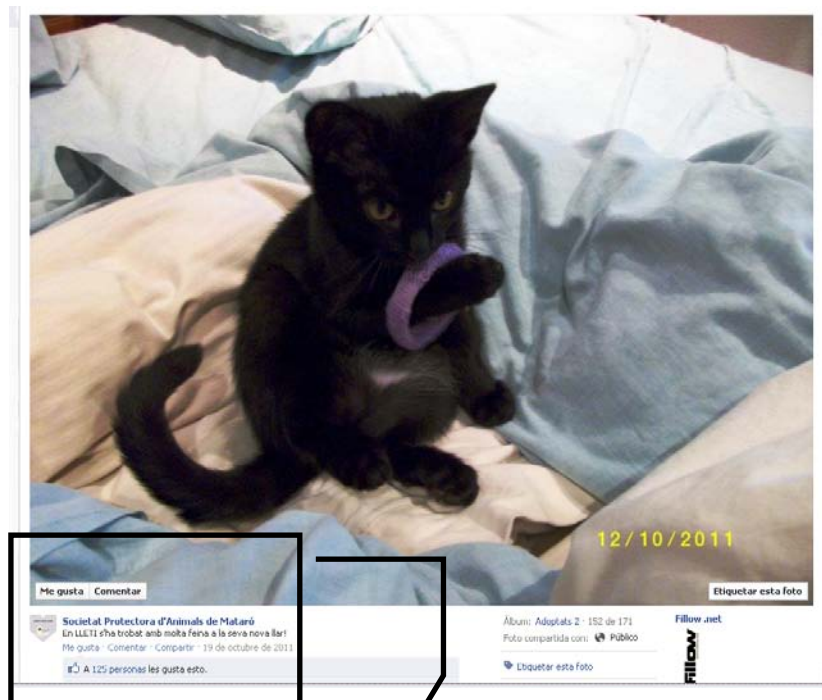 12/10/2011
Me gusta Comentar
Etiquetar esta foto
Societat Protectora d'Animals de Mataró
En LLETI s'ha trobat amb molta feina a la seva nova llar!
Me gusta · Comentar · Compartir · 19 de octubre de 2011
A 125 personas les gusta esto.
Álbum: Adoptats 2 · 152 de 171
Foto compartida con: Público
Etiquetar esta foto
Fillow .net
fillow